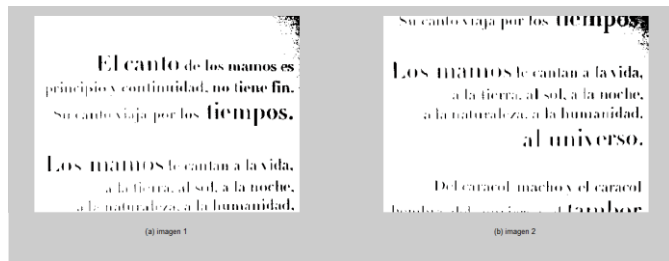 El canto de los mamos es
principio y continuidad, no tiene fin.
Su canto viaja por los tiempos.
Los mamos le cantan a la vida,
a la tierra, al sol, a la noche,
a la naturaleza, a la humanidad,
(a) imagen 1
Su canto viaja por los tiempos.
Los mamos le cantan a la vida,
a la tierra, al sol, a la noche,
a la naturaleza, a la humanidad,
al universo.
Del caracol macho y el caracol
tambor
(b) imagen 2